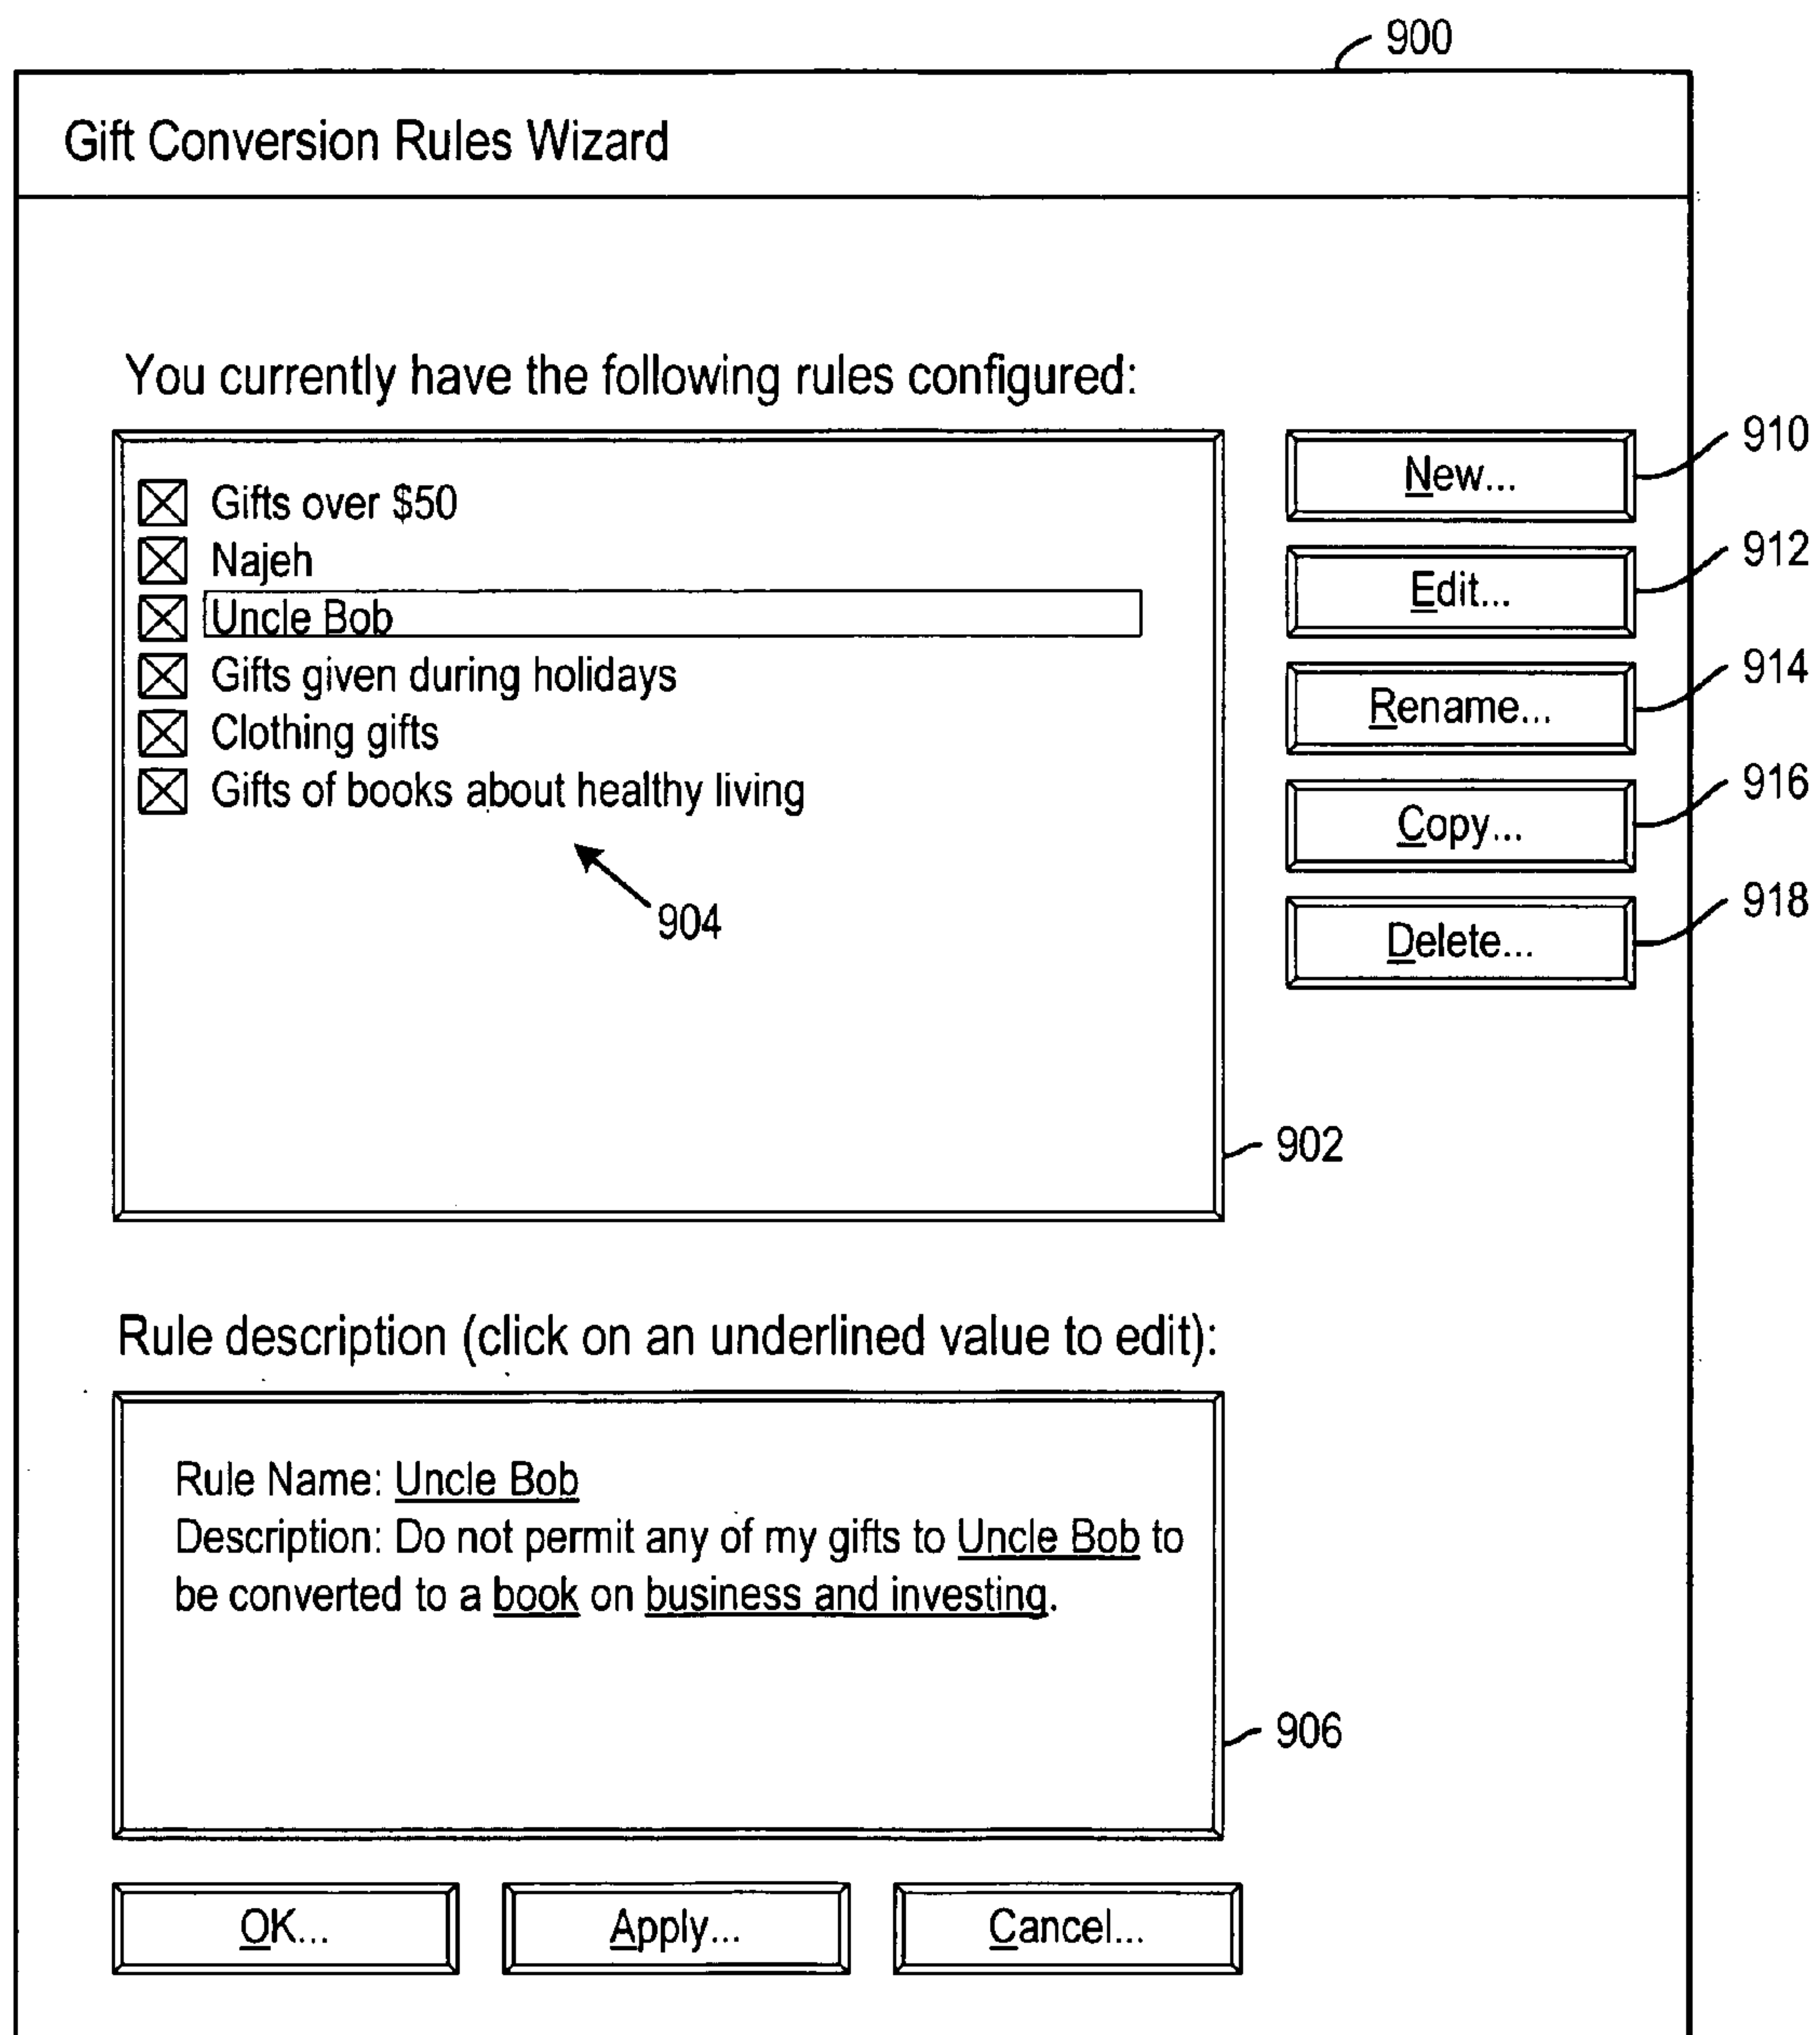 900
Gift Conversion Rules Wizard
You currently have the following rules configured:
Gifts over $50
Najeh
Uncle Bob
Gifts given during holidays
Clothing gifts
Gifts of books about healthy living
904
902
New...
910
Edit...
912
Rename...
914
Copy...
916
Delete...
918
Rule description (click on an underlined value to edit):
Rule Name: Uncle Bob
Description: Do not permit any of my gifts to Uncle Bob to
be converted to a book on business and investing.
906
OK...
Apply...
Cancel...